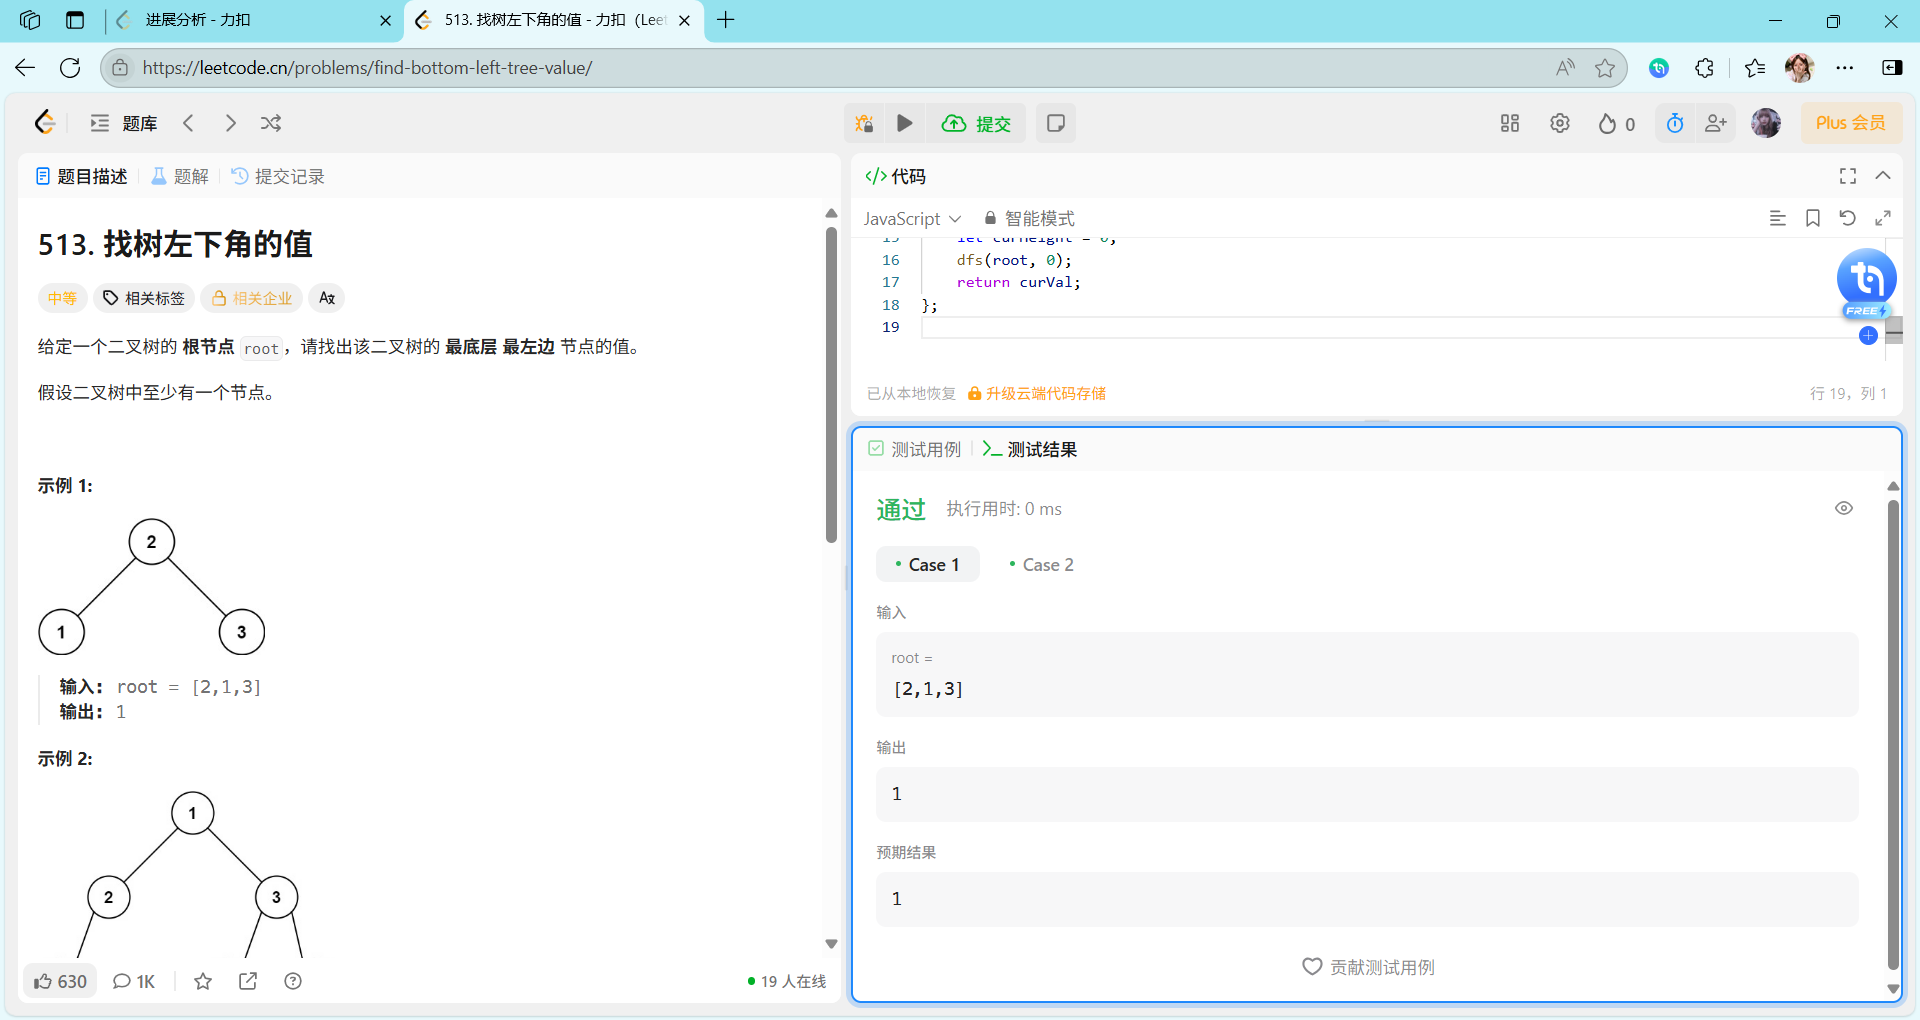 进展分析 - 力扣
513. 找树左下角的值 - 力扣（Leet
https://leetcode.cn/problems/find-bottom-left-tree-value/
题库
提交
0
Plus 会员
题目描述
题解
提交记录
513. 找树左下角的值
中等
相关标签
相关企业
给定一个二叉树的 根节点 root，请找出该二叉树的 最底层 最左边 节点的值。
假设二叉树中至少有一个节点。
示例 1:
2
1
3
输入: root = [2,1,3]
输出: 1
示例 2:
1
2
3
630
1K
19 人在线
代码
JavaScript
智能模式
15 let curHeight = 0;
16 dfs(root, 0);
17 return curVal;
18 };
19
FREE
已从本地恢复 升级云端代码存储
行 19，列 1
测试用例
测试结果
通过 执行用时: 0 ms
Case 1
Case 2
输入
root =
[2,1,3]
输出
1
预期结果
1
贡献测试用例